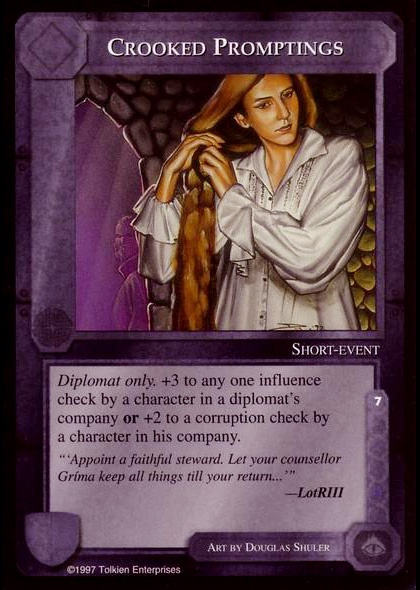 CROOKED PROMPTINGS
SHORT-EVENT
Diplomat only. +3 to any one influence
check by a character in a diplomat's
company or +2 to a corruption check by
a character in his company.
“‘Appoint a faithful steward. Let your counsellor
Gríma keep all things till your return...’”
—LotRIII
7
ART BY DOUGLAS SHULER
©1997 Tolkien Enterprises